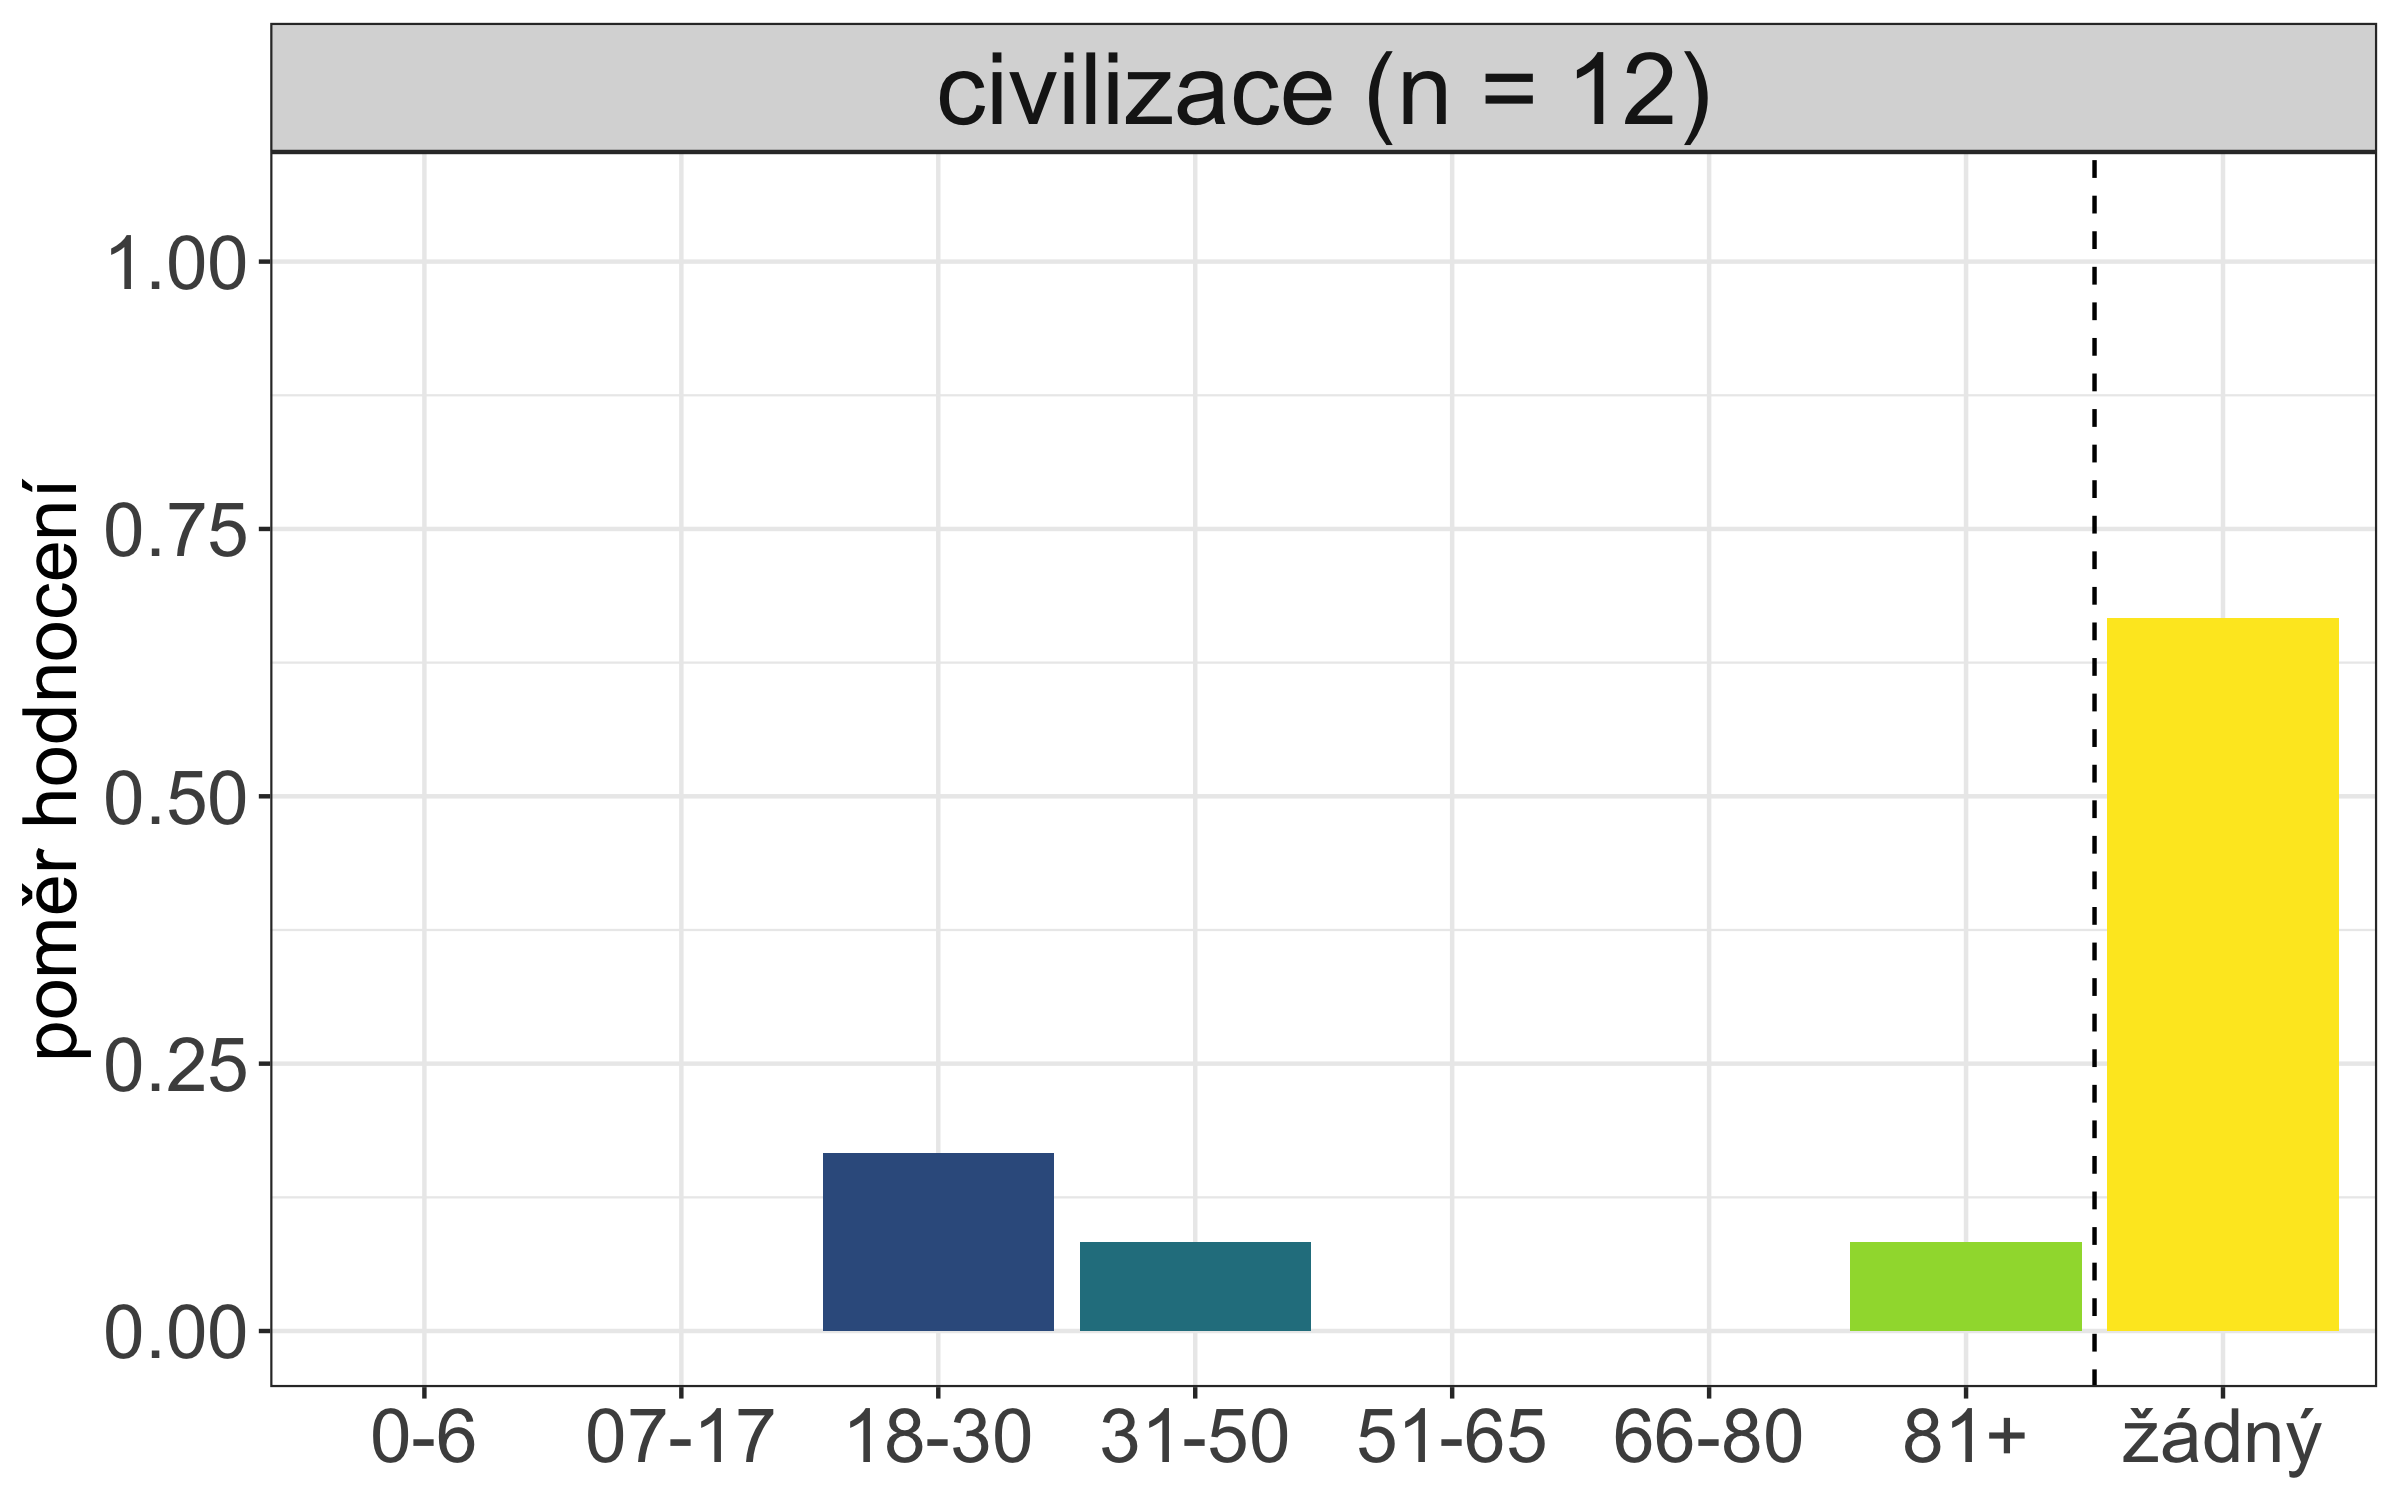 civilizace (n = 12)
poměr hodnocení
1.00
0.75
0.50
0.25
0.00
0-6 07-17 18-30 31-50 51-65 66-80 81+ žádný